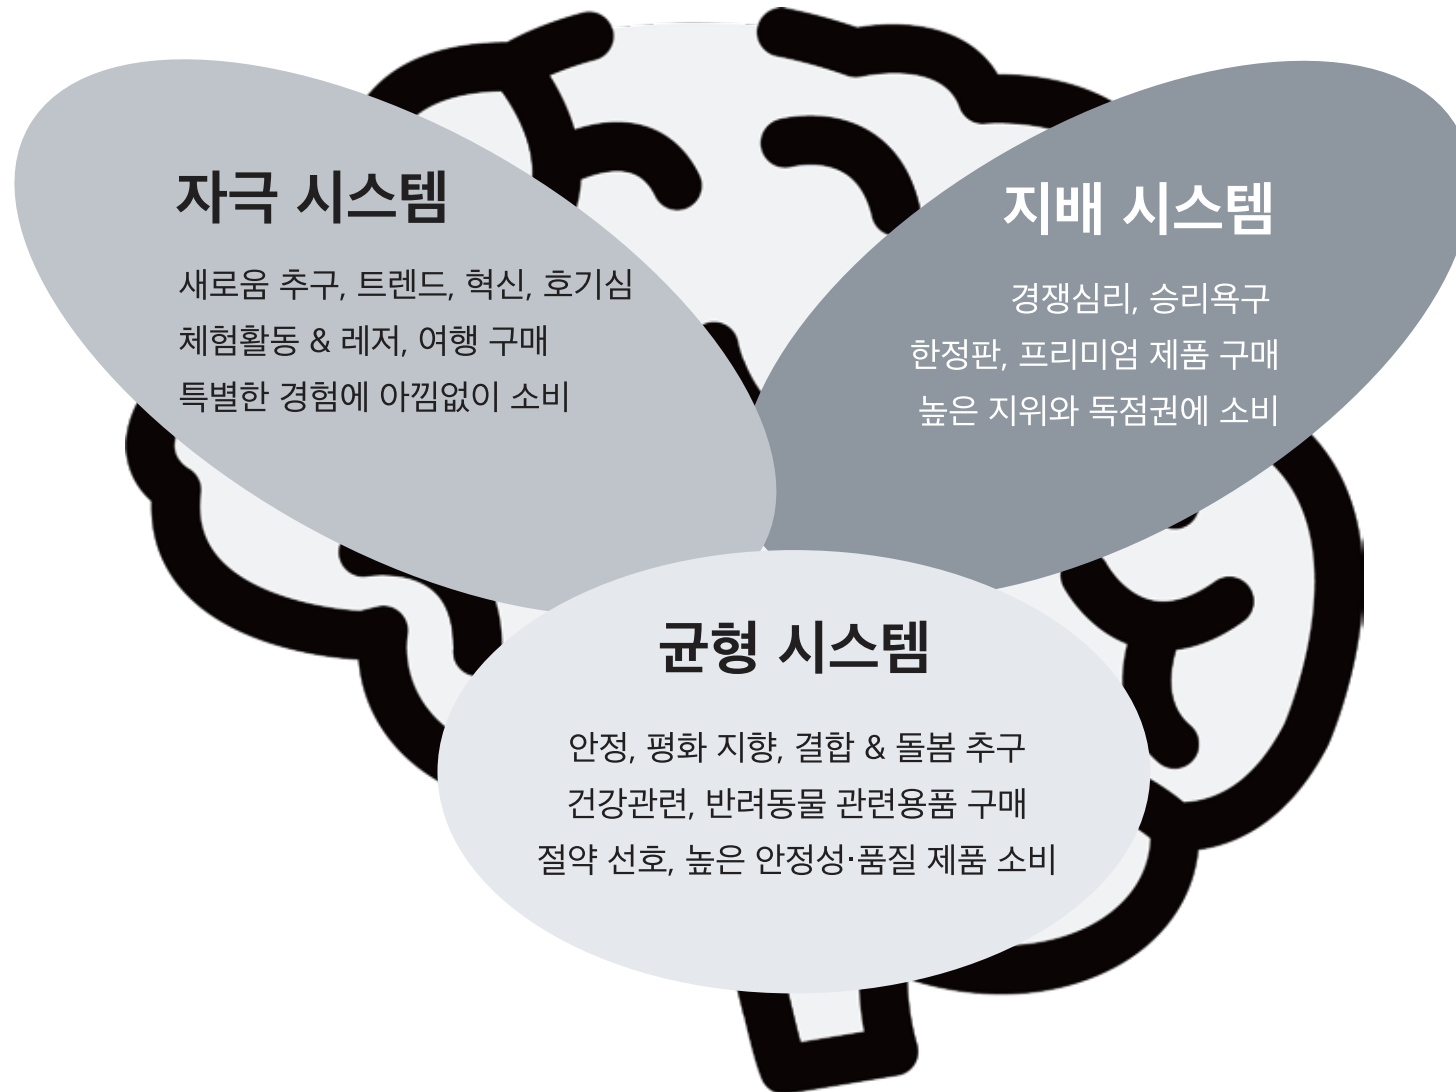 자극 시스템
새로움 추구, 트렌드, 혁신, 호기심
체험활동 & 레저, 여행 구매
특별한 경험에 아낌없이 소비
지배 시스템
경쟁심리, 승리욕구
한정판, 프리미엄 제품 구매
높은 지위와 독점권에 소비
균형 시스템
안정, 평화 지향, 결합 & 돌봄 추구
건강관련, 반려동물 관련용품 구매
절약 선호, 높은 안정성·품질 제품 소비